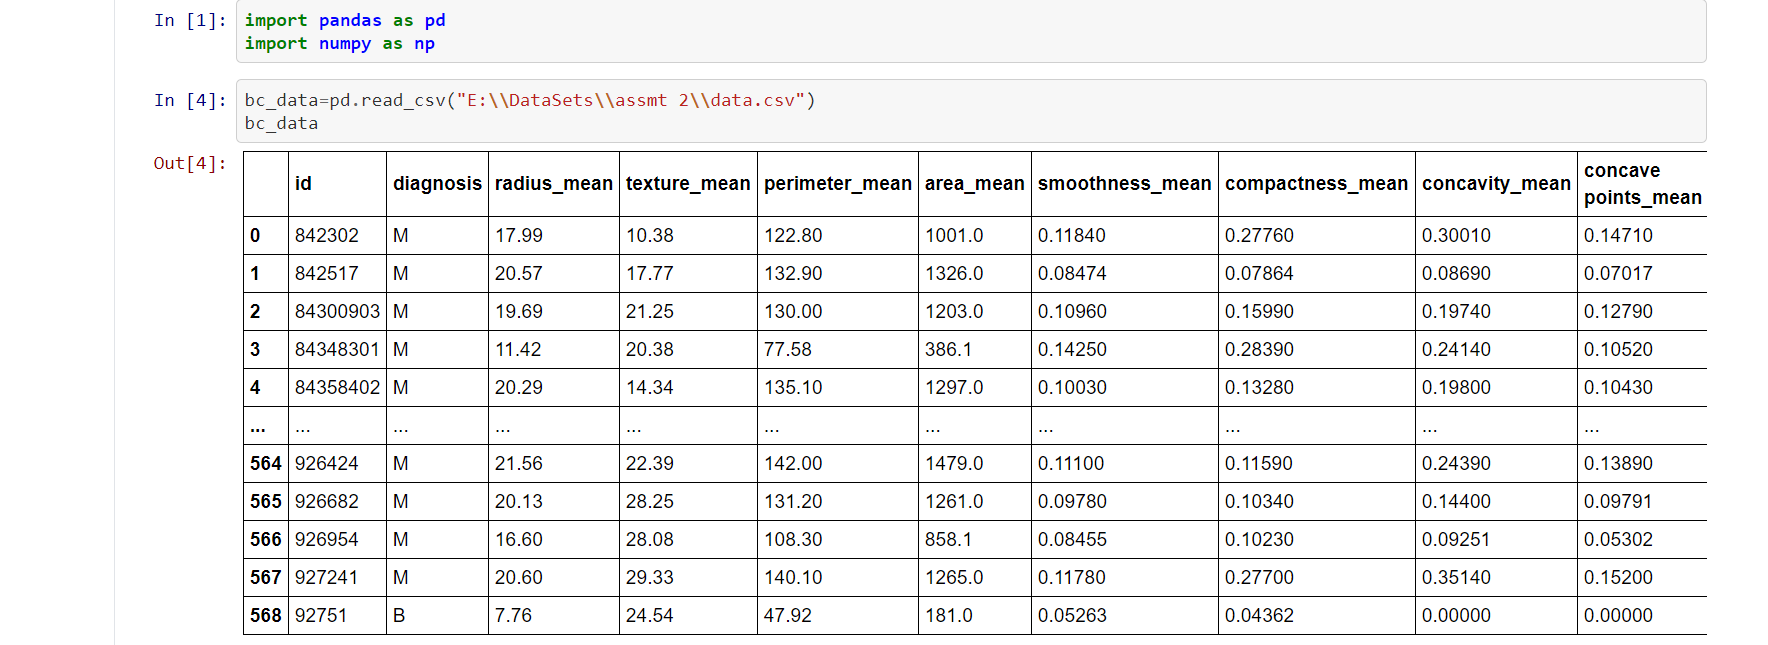 In [1]: import pandas as pd
import numpy as np
In [4]: bc_data=pd.read_csv("E:\\DataSets\\assmt 2\\data.csv")
bc_data
Out[4]:
id diagnosis radius_mean texture_mean perimeter_mean area_mean smoothness_mean compactness_mean concavity_mean concave points_mean
0 842302 M 17.99 10.38 122.80 1001.0 0.11840 0.27760 0.30010 0.14710
1 842517 M 20.57 17.77 132.90 1326.0 0.08474 0.07864 0.08690 0.07017
2 84300903 M 19.69 21.25 130.00 1203.0 0.10960 0.15990 0.19740 0.12790
3 84348301 M 11.42 20.38 77.58 386.1 0.14250 0.28390 0.24140 0.10520
4 84358402 M 20.29 14.34 135.10 1297.0 0.10030 0.13280 0.19800 0.10430
... ... ... ... ... ... ... ... ... ... ...
564 926424 M 21.56 22.39 142.00 1479.0 0.11100 0.11590 0.24390 0.13890
565 926682 M 20.13 28.25 131.20 1261.0 0.09780 0.10340 0.14400 0.09791
566 926954 M 16.60 28.08 108.30 858.1 0.08455 0.10230 0.09251 0.05302
567 927241 M 20.60 29.33 140.10 1265.0 0.11780 0.27700 0.35140 0.15200
568 92751 B 7.76 24.54 47.92 181.0 0.05263 0.04362 0.00000 0.00000